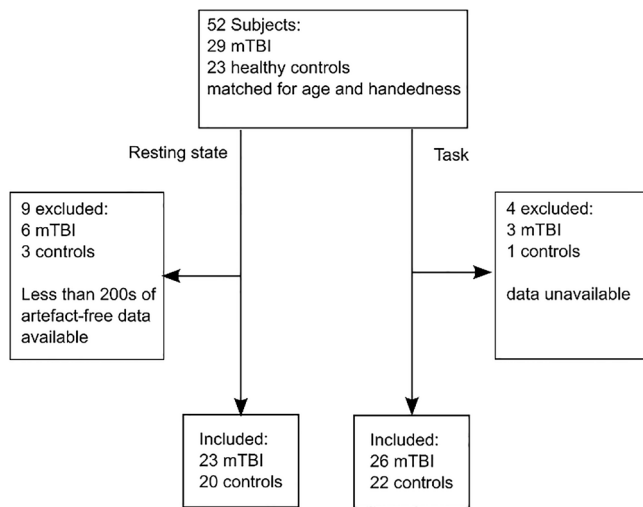 52 Subjects:
29 mTBI
23 healthy controls
matched for age and handedness
Resting state
Task
9 excluded:
6 mTBI
3 controls
Less than 200s of
artefact-free data
available
4 excluded:
3 mTBI
1 controls
data unavailable
Included:
23 mTBI
20 controls
Included:
26 mTBI
22 controls